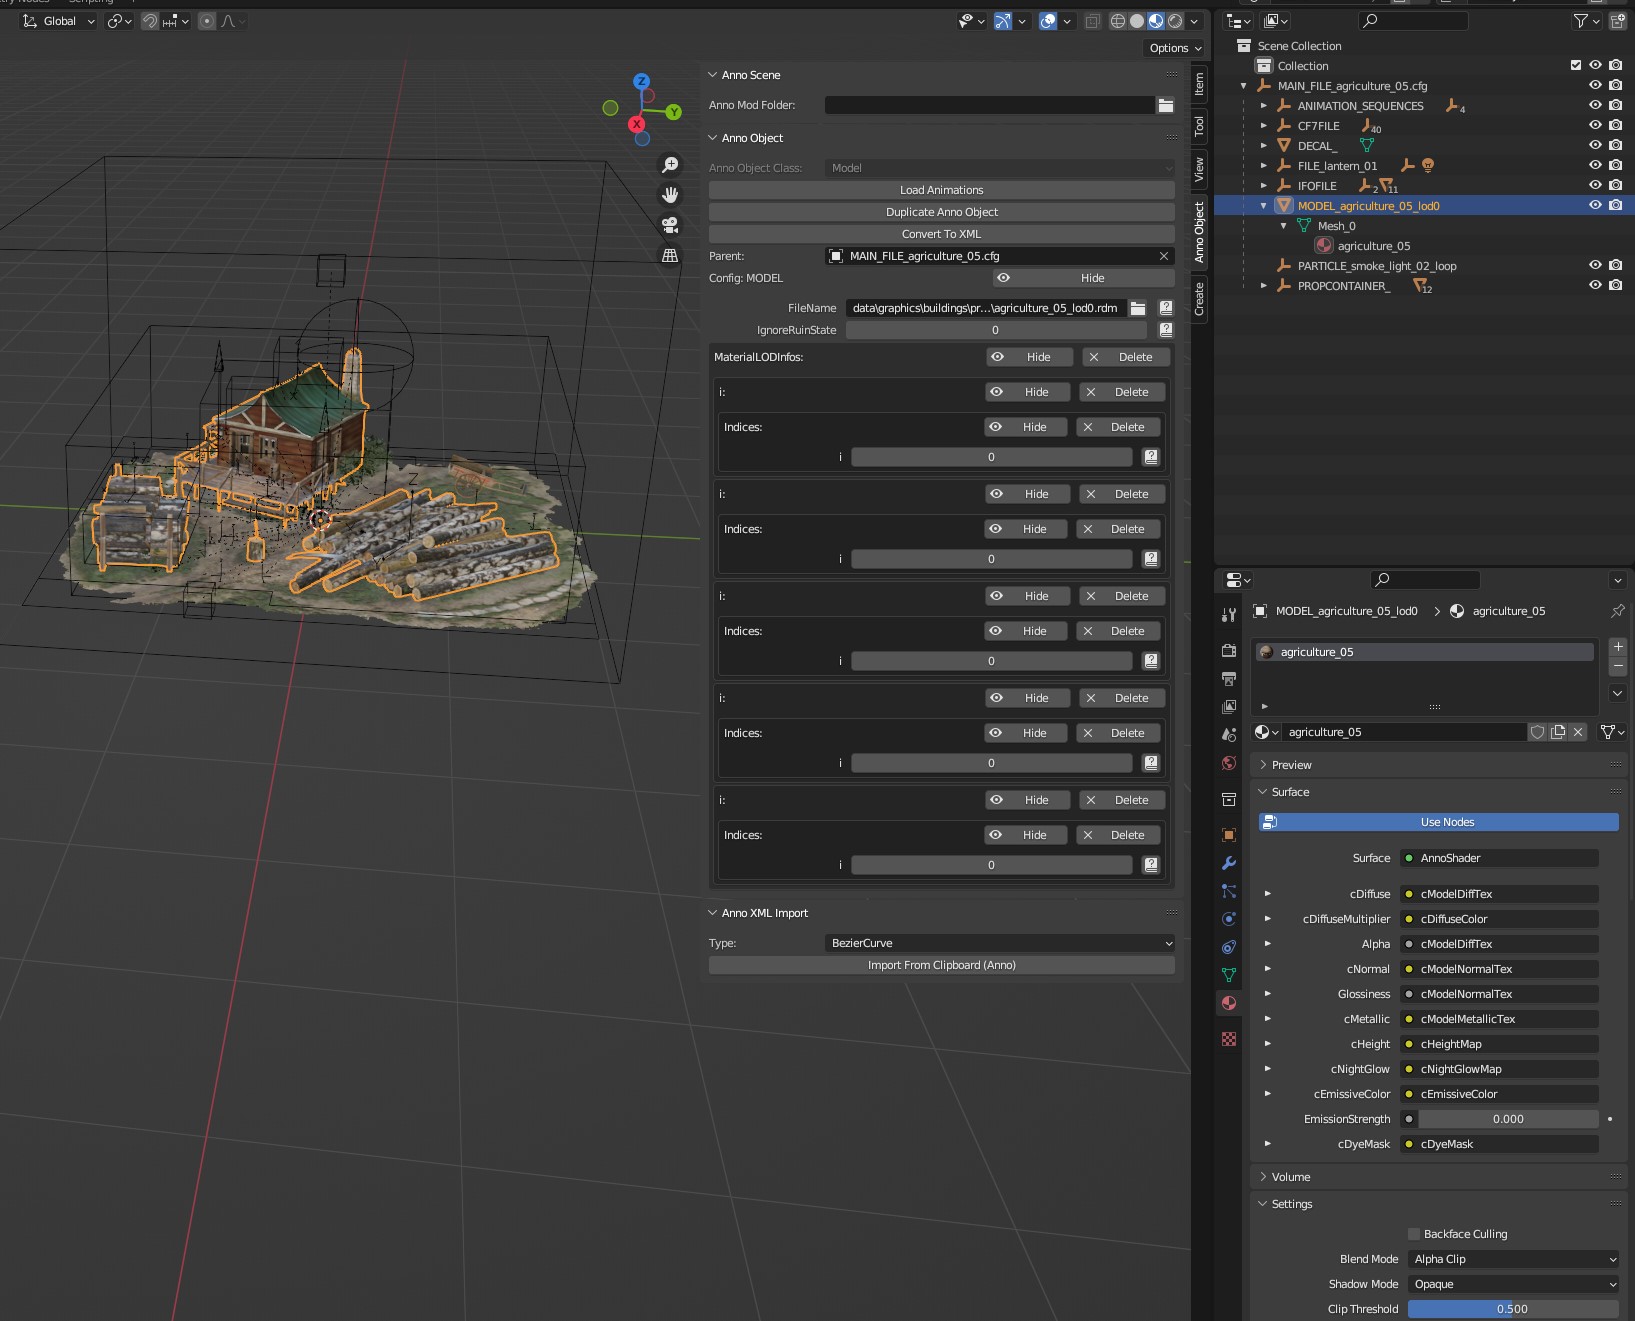 Global
Options
Z
Y
X
Anno Scene
Anno Mod Folder:
Anno Object
Anno Object Class: Model
Load Animations
Duplicate Anno Object
Convert To XML
Parent: MAIN_FILE_agriculture_05.cfg
Config: MODEL Hide
FileName data\graphics\buildings\pr...\agriculture_05_lod0.rdm
IgnoreRuinState 0
MaterialLODInfos: Hide Delete
i: Hide Delete
Indices: Hide Delete
i 0
i: Hide Delete
Indices: Hide Delete
i 0
i: Hide Delete
Indices: Hide Delete
i 0
i: Hide Delete
Indices: Hide Delete
i 0
i: Hide Delete
Indices: Hide Delete
i 0
Anno XML Import
Type: BezierCurve
Import From Clipboard (Anno)
Item
Tool
View
Anno Object
Create
Scene Collection
Collection
MAIN_FILE_agriculture_05.cfg
ANIMATION_SEQUENCES 4
CF7FILE 40
DECAL_
FILE_lantern_01
IFOFILE 2 11
MODEL_agriculture_05_lod0
Mesh_0
agriculture_05
PARTICLE_smoke_light_02_loop
PROPCONTAINER_ 12
MODEL_agriculture_05_lod0 agriculture_05
agriculture_05
agriculture_05
Preview
Surface
Use Nodes
Surface AnnoShader
cDiffuse cModelDiffTex
cDiffuseMultiplier cDiffuseColor
Alpha cModelDiffTex
cNormal cModelNormalTex
Glossiness cModelNormalTex
cMetallic cModelMetallicTex
cHeight cHeightMap
cNightGlow cNightGlowMap
cEmissiveColor cEmissiveColor
EmissionStrength 0.000
cDyeMask cDyeMask
Volume
Settings
Backface Culling
Blend Mode Alpha Clip
Shadow Mode Opaque
Clip Threshold 0.500